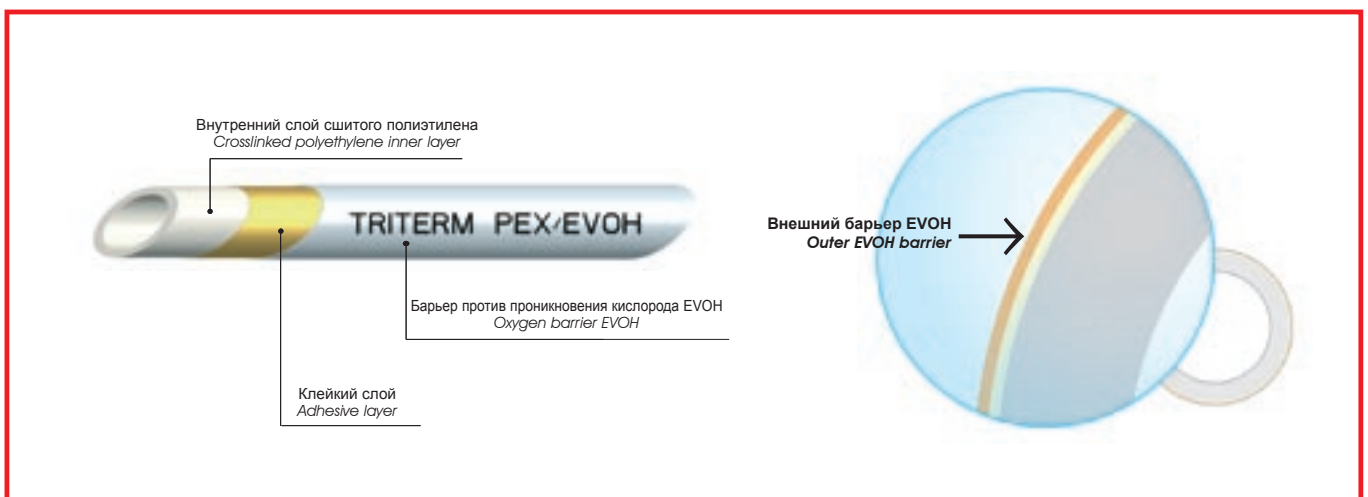 Внутренний слой сшитого полиэтилена
Crosslinked polyethylene inner layer
TRITERM PEX/EVOH
Барьер против проникновения кислорода EVOH
Oxygen barrier EVOH
Клейкий слой
Adhesive layer
Внешний барьер EVOH
Outer EVOH barrier